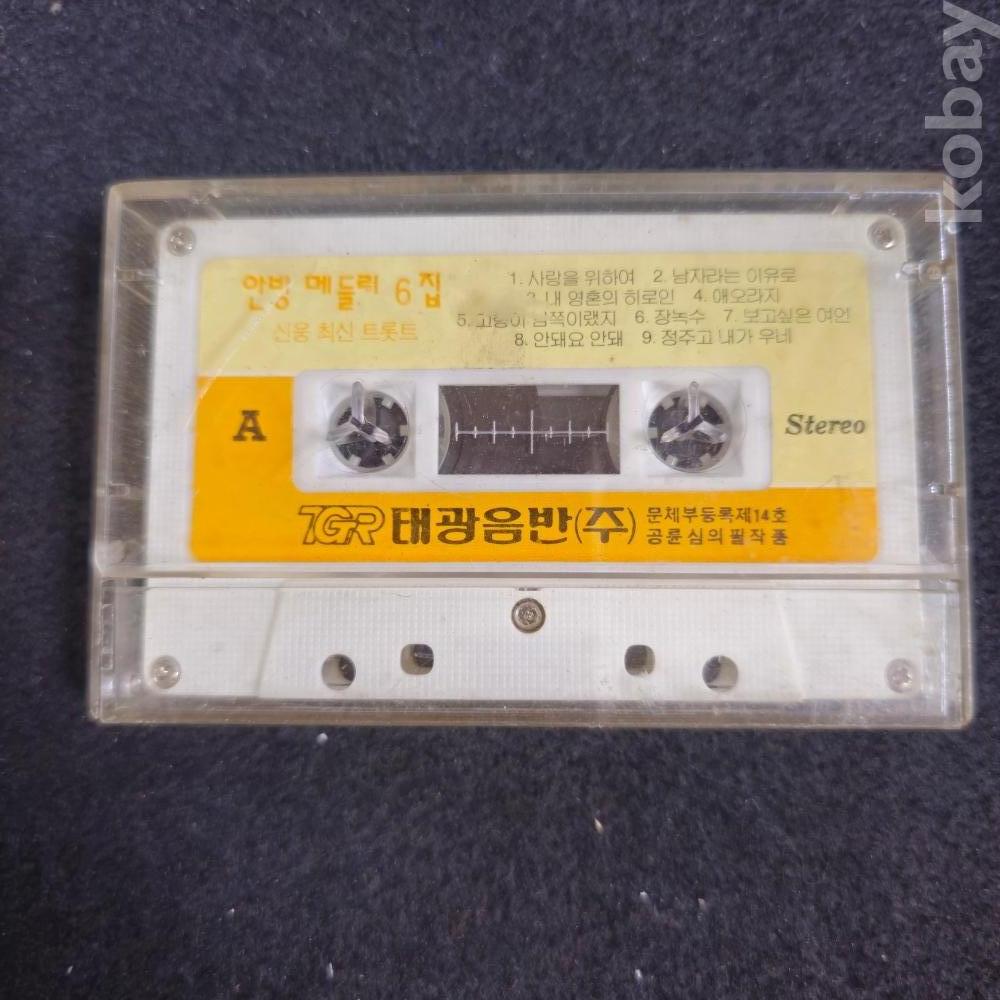 kobay
안방 메들리 6집
신웅 최신 트롯트
1. 사랑을 위하여 2. 남자라는 이유로
3. 내 영혼의 히로인 4. 애오라지
5. 고향이 남쪽이랬지 6. 장녹수 7. 보고싶은 여인
8. 안돼요 안돼 9. 정주고 내가 우네
A
Stereo
TGR 태광음반(주)
문체부등록제14호
공륜심의필작품